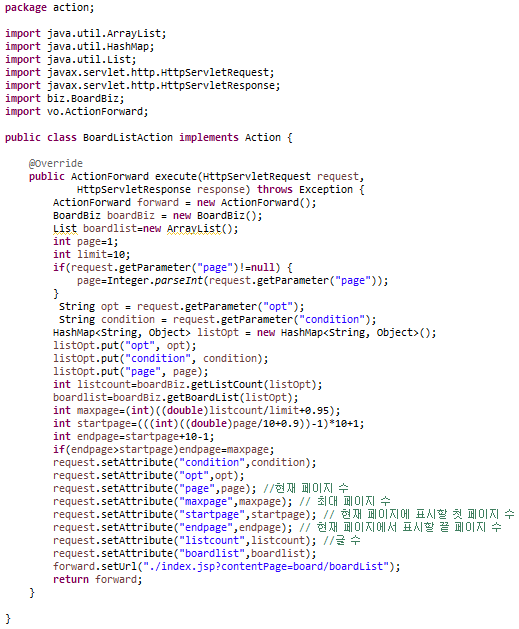 package action;
import java.util.ArrayList;
import java.util.HashMap;
import java.util.List;
import javax.servlet.http.HttpServletRequest;
import javax.servlet.http.HttpServletResponse;
import biz.BoardBiz;
import vo.ActionForward;
public class BoardListAction implements Action {
@Override
public ActionForward execute(HttpServletRequest request,
HttpServletResponse response) throws Exception {
ActionForward forward = new ActionForward();
BoardBiz boardBiz = new BoardBiz();
List boardlist=new ArrayList();
int page=1;
int limit=10;
if(request.getParameter("page")!=null) {
page=Integer.parseInt(request.getParameter("page"));
}
String opt = request.getParameter("opt");
String condition = request.getParameter("condition");
HashMap<String, Object> listOpt = new HashMap<String, Object>();
listOpt.put("opt", opt);
listOpt.put("condition", condition);
listOpt.put("page", page);
int listcount=boardBiz.getListCount(listOpt);
boardlist=boardBiz.getBoardList(listOpt);
int maxpage=(int)((double)listcount/limit+0.95);
int startpage=(((int)((double)page/10+0.9))-1)*10+1;
int endpage=startpage+10-1;
if(endpage>startpage)endpage=maxpage;
request.setAttribute("condition",condition);
request.setAttribute("opt",opt);
request.setAttribute("page",page); //현재 페이지 수
request.setAttribute("maxpage",maxpage); // 최대 페이지 수
request.setAttribute("startpage",startpage); // 현재 페이지에 표시할 첫 페이지 수
request.setAttribute("endpage",endpage); // 현재 페이지에서 표시할 끝 페이지 수
request.setAttribute("listcount",listcount); //글 수
request.setAttribute("boardlist",boardlist);
forward.setUrl("./index.jsp?contentPage=board/boardList");
return forward;
}
}